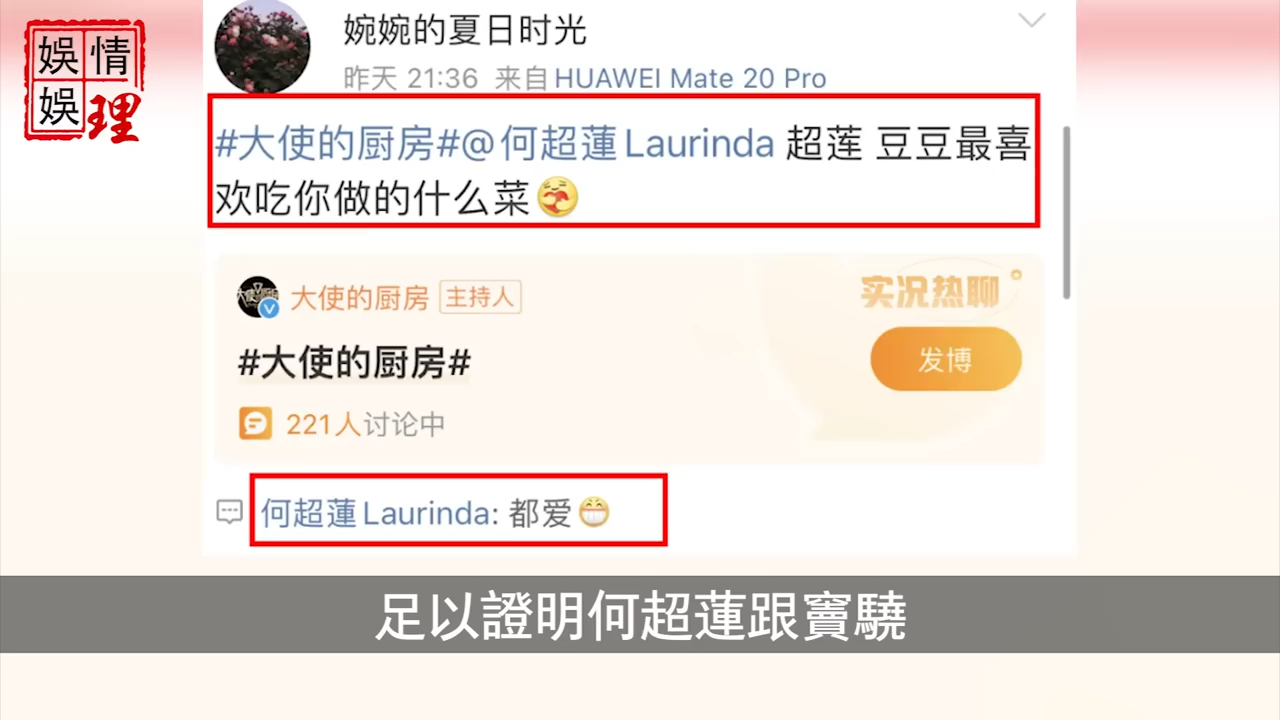 娛情
娛理
婉婉的夏日时光
昨天 21:36 来自 HUAWEI Mate 20 Pro
#大使的厨房#@何超蓮Laurinda 超莲 豆豆最喜
欢吃你做的什么菜
大使的厨房 主持人
实况热聊
#大使的厨房#
发博
221人讨论中
何超蓮Laurinda: 都爱
足以證明何超蓮跟竇驍